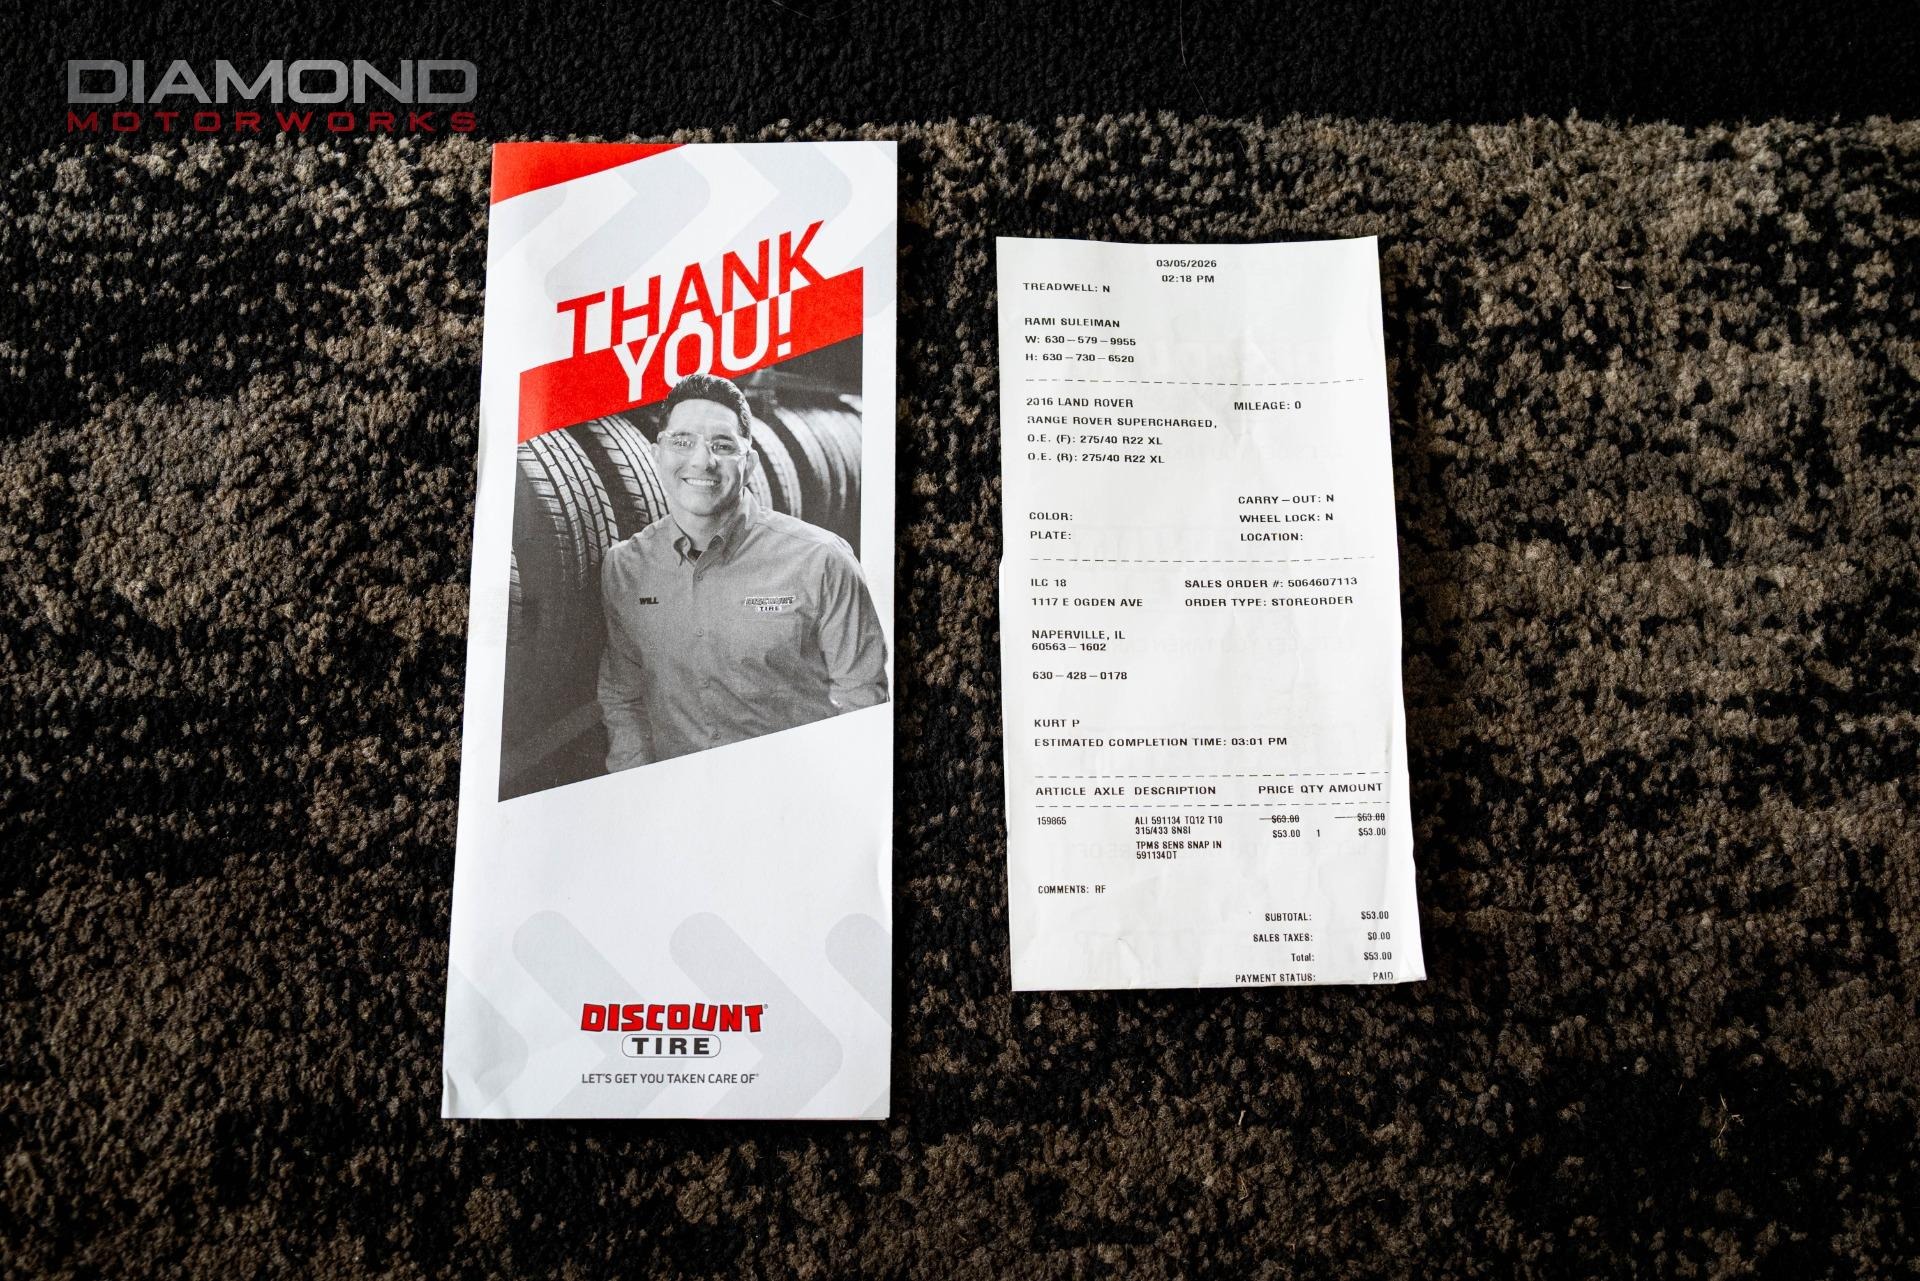 DIAMOND
MOTORWORKS
THANK
YOU!
WILL
DISCOUNT
TIRE
DISCOUNT
TIRE
LET'S GET YOU TAKEN CARE OF®
03/05/2026
02:18 PM
TREADWELL: N
RAMI SULEIMAN
W: 630-579-9955
H: 630-730-6520
2016 LAND ROVER MILEAGE: 0
RANGE ROVER SUPERCHARGED,
O.E. (F): 275/40 R22 XL
O.E. (R): 275/40 R22 XL
CARRY-OUT: N
COLOR: WHEEL LOCK: N
PLATE: LOCATION:
ILC 18 SALES ORDER #: 5064607113
1117 E OGDEN AVE ORDER TYPE: STOREORDER
NAPERVILLE, IL
60563-1602
630-428-0178
KURT P
ESTIMATED COMPLETION TIME: 03:01 PM
ARTICLE AXLE DESCRIPTION PRICE QTY AMOUNT
159865 ALI 591134 TQ12 T10 $63.00 $63.00
315/433 SNSI $53.00 1 $53.00
TPMS SENS SNAP IN
591134DT
COMMENTS: RF
SUBTOTAL: $53.00
SALES TAXES: $0.00
Total: $53.00
PAYMENT STATUS: PAID